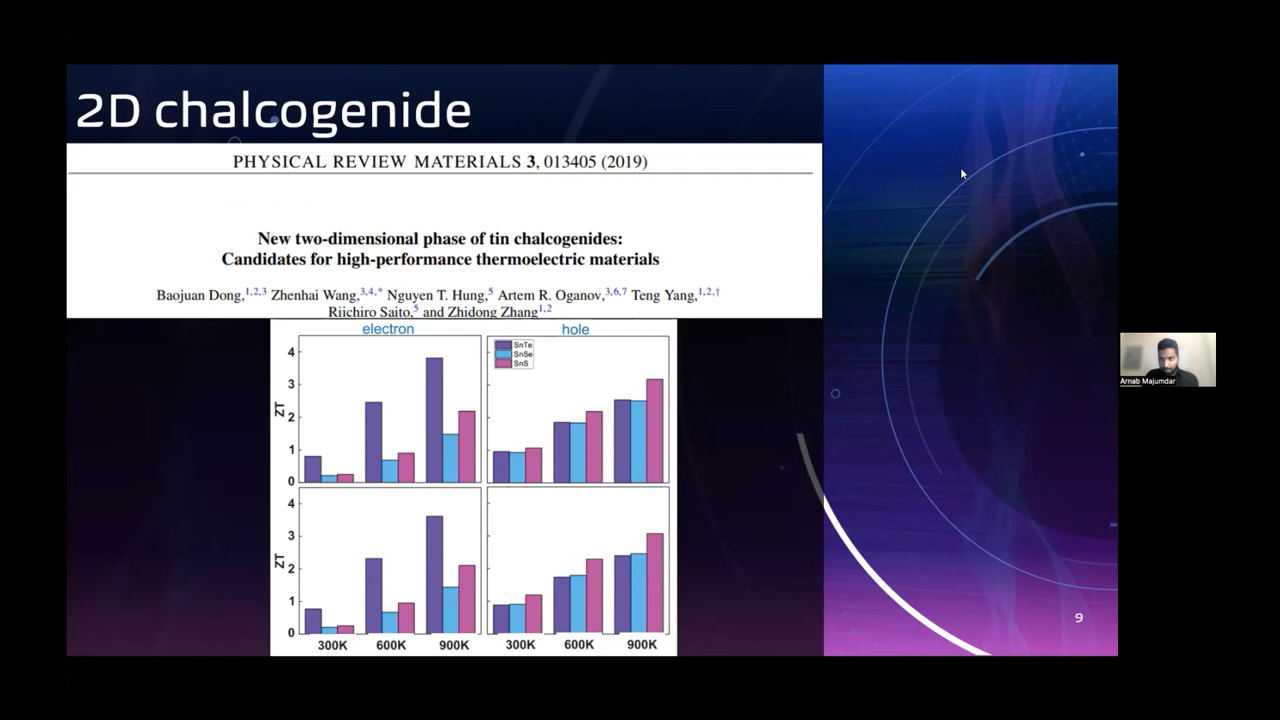 2D chalcogenide
PHYSICAL REVIEW MATERIALS 3, 013405 (2019)
New two-dimensional phase of tin chalcogenides:
Candidates for high-performance thermoelectric materials
Baojuan Dong,1,2,3 Zhenhai Wang,3,4,* Nguyen T. Hung,5 Artem R. Oganov,3,6,7 Teng Yang,1,2,†
Riichiro Saito,5 and Zhidong Zhang1,2
electron
hole
SnTe
SnSe
SnS
4
3
ZT
2
1
0
4
3
ZT
2
1
0
300K 600K 900K
300K 600K 900K
9
Arnab Majumdar